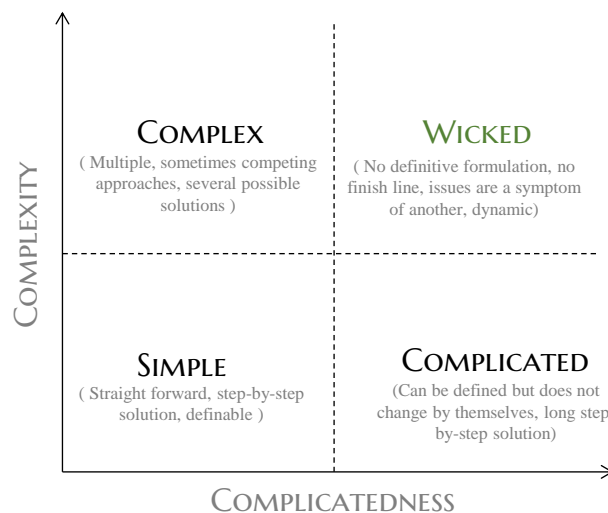 COMPLEX
( Multiple, sometimes competing
approaches, several possible
solutions )
WICKED
( No definitive formulation, no
finish line, issues are a symptom
of another, dynamic)
COMPLEXITY
SIMPLE
( Straight forward, step-by-step
solution, definable )
COMPLICATED
(Can be defined but does not
change by themselves, long step
by-step solution)
COMPLICATEDNESS